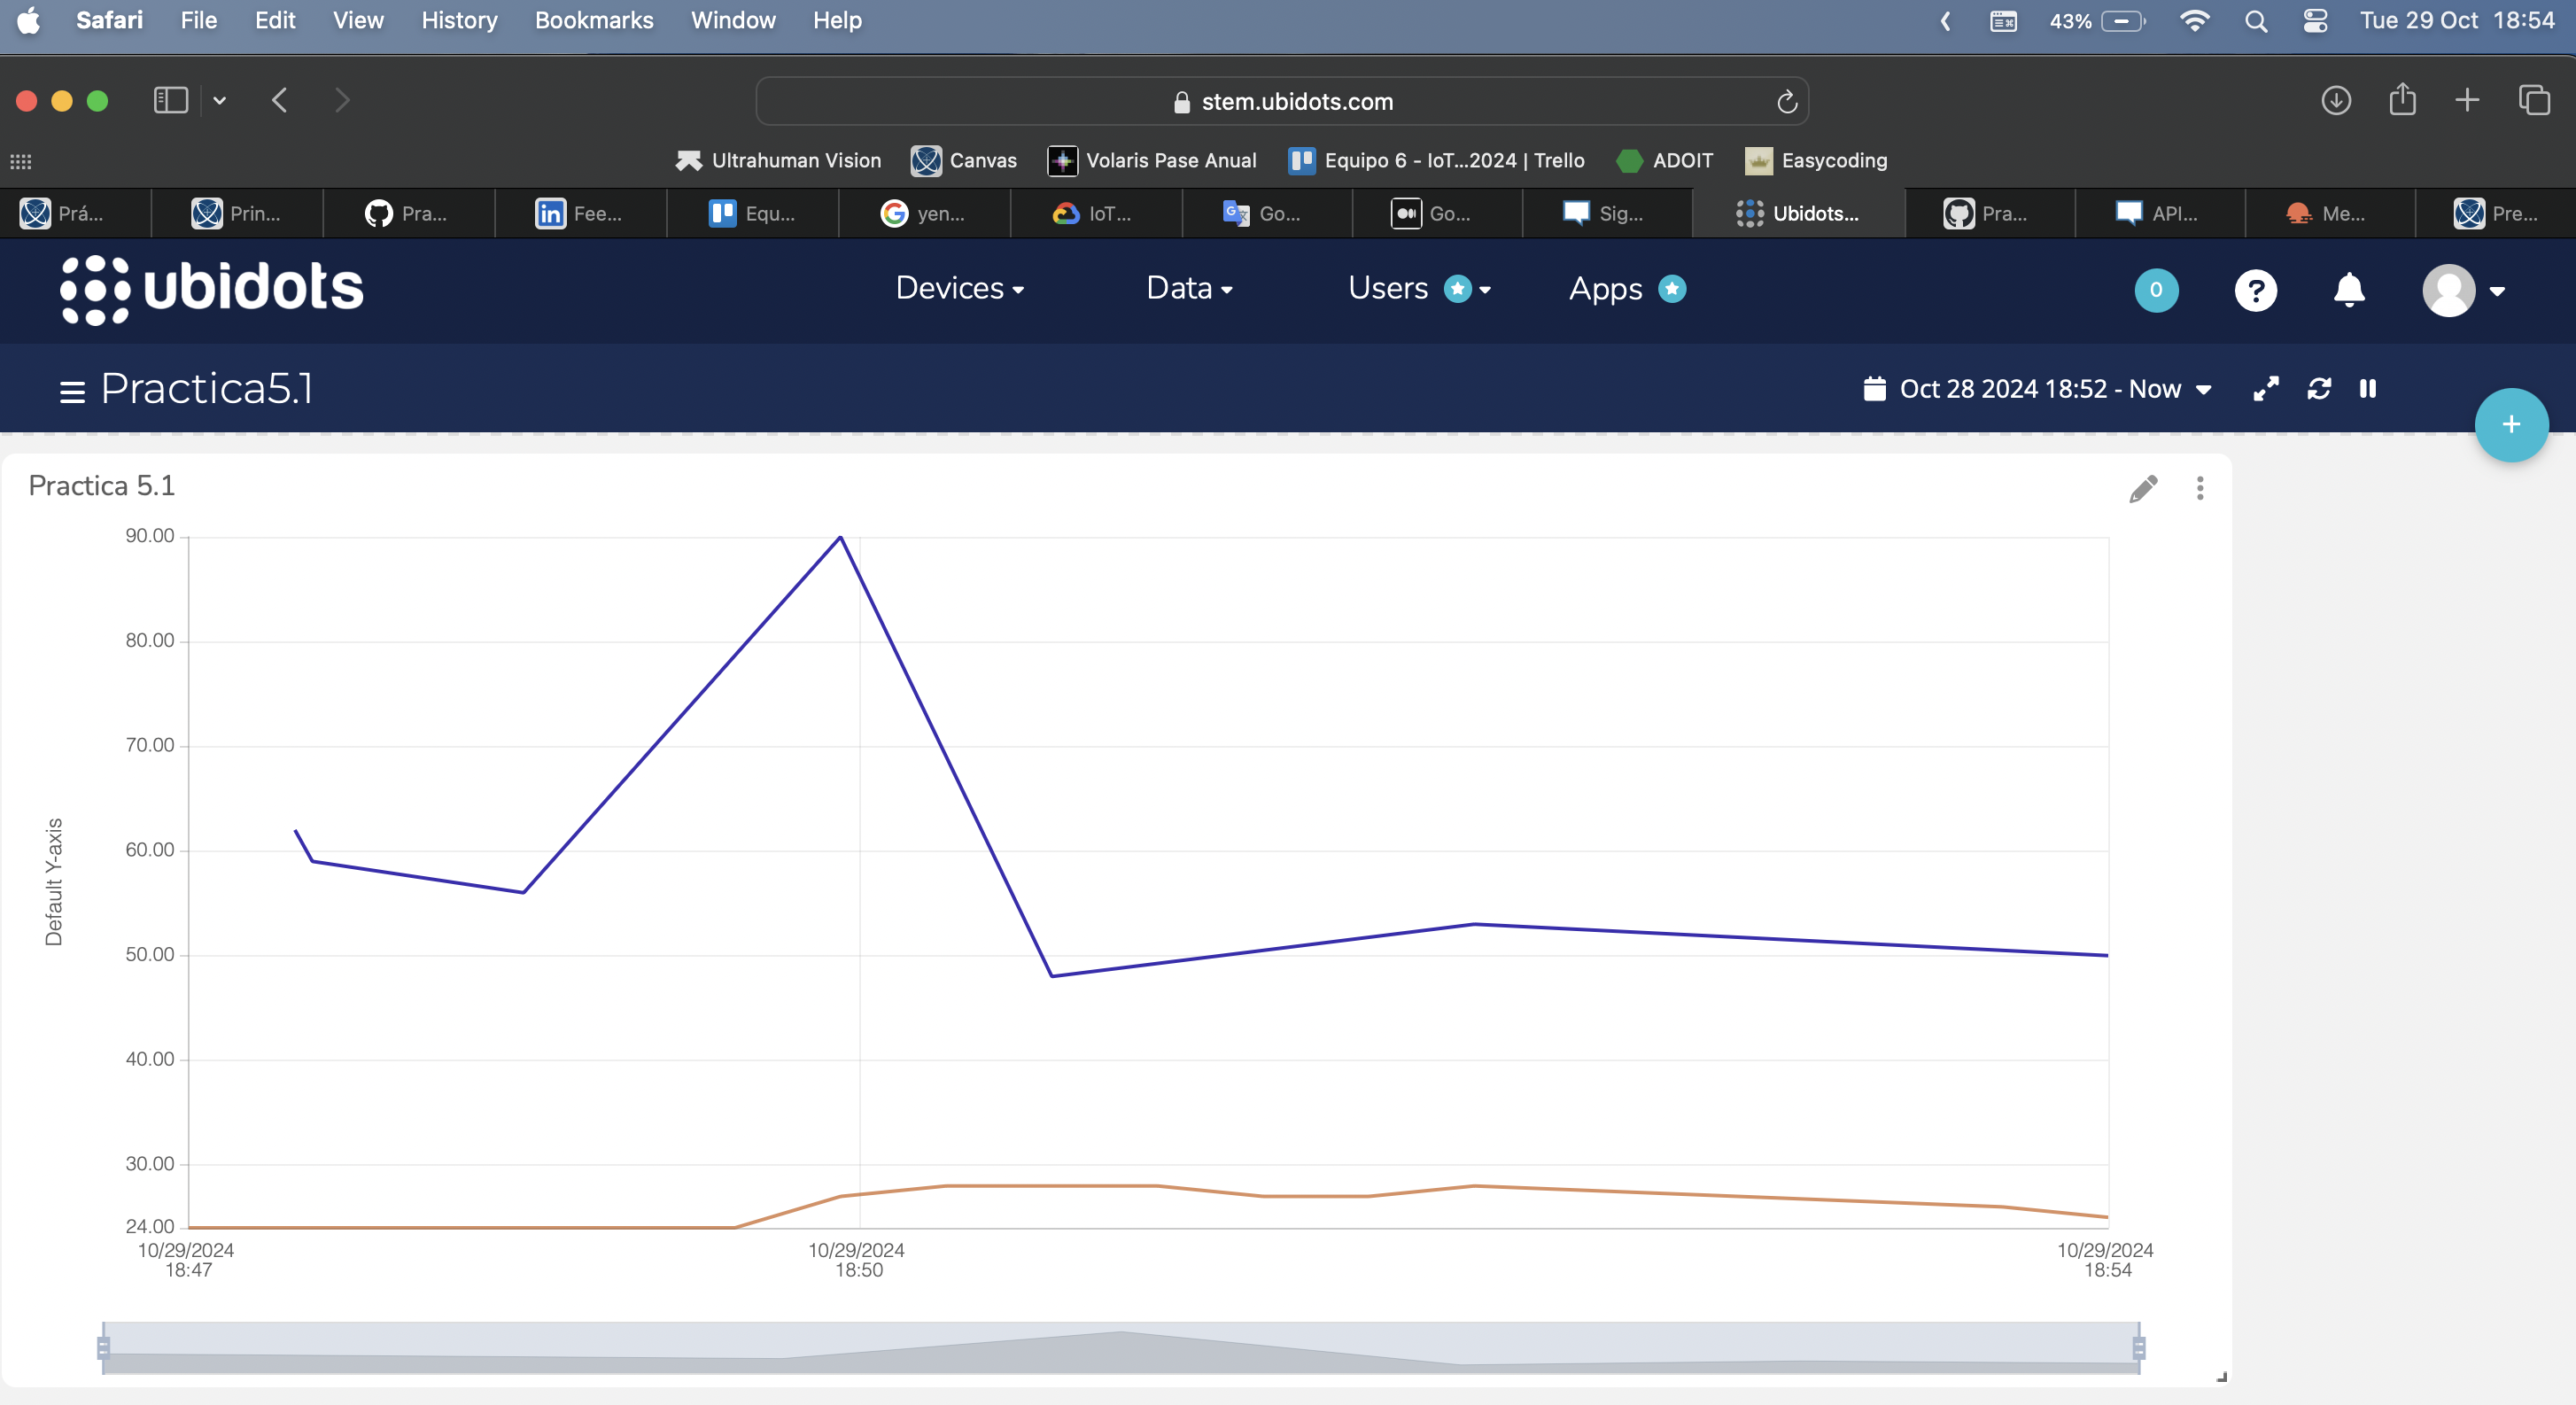 Safari File Edit View History Bookmarks Window Help 43% Tue 29 Oct 18:54
stem.ubidots.com
Ultrahuman Vision Canvas Volaris Pase Anual Equipo 6 - IoT...2024 | Trello ADOIT Easycoding
Prá... Prin... Pra... Fee... Equ... yen... IoT ... Go... Go... Sig... Ubidots... Pra... API... Me... Pre...
ubidots Devices Data Users Apps 0 ?
Practica5.1 Oct 28 2024 18:52 - Now
+
Practica 5.1
90.00
80.00
70.00
60.00
50.00
40.00
30.00
24.00
Default Y-axis
10/29/2024 10/29/2024 10/29/2024
18:47 18:50 18:54